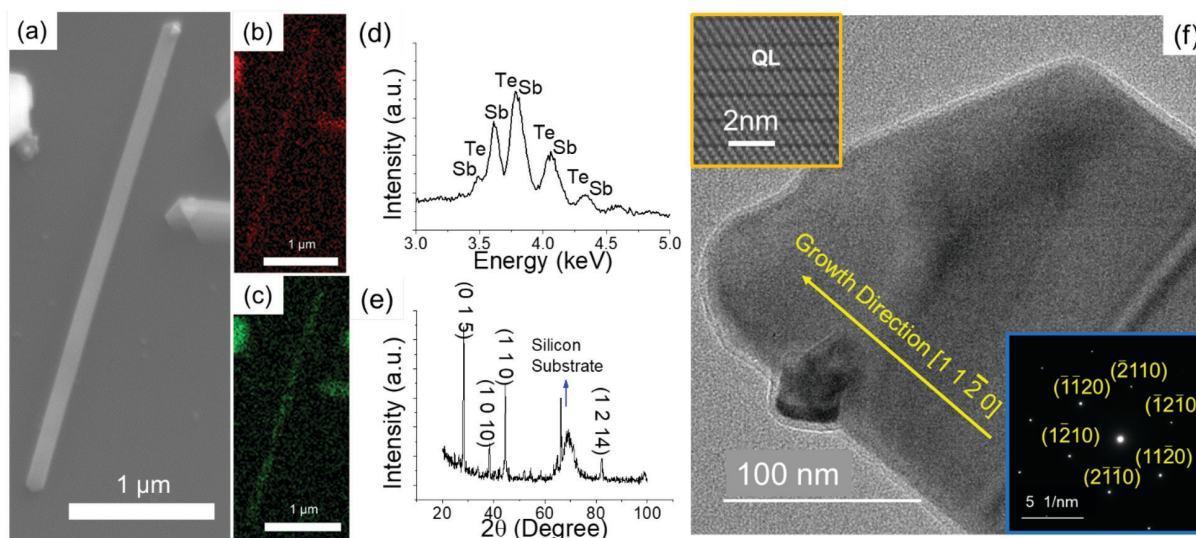 (a)
1 µm
(b)
1 µm
(c)
1 µm
(d)
Intensity (a.u.)
Sb
Te
Sb
Te
Sb
Te
Sb
Te
Sb
3.0 3.5 4.0 4.5 5.0
Energy (keV)
(e)
Intensity (a.u.)
(0 1 5)
(1 0 10)
(1 1 0)
Silicon
Substrate
(1 2 14)
20 40 60 80 100
2θ (Degree)
(f)
QL
2nm
Growth Direction [1 1 2̅ 0]
100 nm
(2̅110)
(1̅1̅20)
(1̅21̅0)
(12̅10)
(112̅0)
(21̅1̅0)
5 1/nm